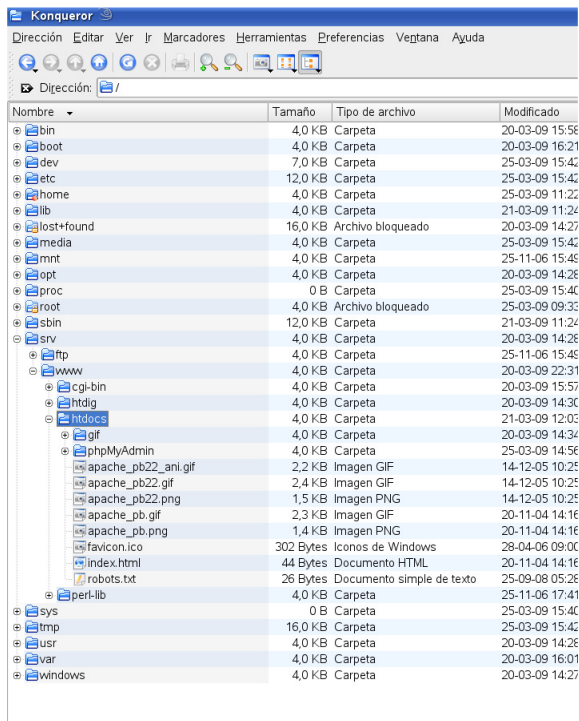 Konqueror
Dirección Editar Ver Ir Marcadores Herramientas Preferencias Ventana Ayuda
Dirección: /
Nombre Tamaño Tipo de archivo Modificado
bin 4,0 KB Carpeta 20-03-09 15:58
boot 4,0 KB Carpeta 20-03-09 16:21
dev 7,0 KB Carpeta 25-03-09 15:42
etc 12,0 KB Carpeta 25-03-09 15:42
home 4,0 KB Carpeta 25-03-09 11:22
lib 4,0 KB Carpeta 21-03-09 11:24
lost+found 16,0 KB Archivo bloqueado 20-03-09 14:27
media 4,0 KB Carpeta 25-03-09 15:42
mnt 4,0 KB Carpeta 25-11-06 15:49
opt 4,0 KB Carpeta 20-03-09 14:28
proc 0 B Carpeta 25-03-09 15:40
root 4,0 KB Archivo bloqueado 25-03-09 09:33
sbin 12,0 KB Carpeta 21-03-09 11:24
srv 4,0 KB Carpeta 20-03-09 14:28
ftp 4,0 KB Carpeta 25-11-06 15:49
www 4,0 KB Carpeta 20-03-09 22:31
cgi-bin 4,0 KB Carpeta 20-03-09 15:57
htdig 4,0 KB Carpeta 20-03-09 14:30
htdocs 4,0 KB Carpeta 21-03-09 12:03
gif 4,0 KB Carpeta 20-03-09 14:34
phpMyAdmin 4,0 KB Carpeta 25-03-09 14:56
apache_pb22_ani.gif 2,2 KB Imagen GIF 14-12-05 10:25
apache_pb22.gif 2,4 KB Imagen GIF 14-12-05 10:25
apache_pb22.png 1,5 KB Imagen PNG 14-12-05 10:25
apache_pb.gif 2,3 KB Imagen GIF 20-11-04 14:16
apache_pb.png 1,4 KB Imagen PNG 20-11-04 14:16
favicon.ico 302 Bytes Iconos de Windows 28-04-06 09:00
index.html 44 Bytes Documento HTML 20-11-04 14:16
robots.txt 26 Bytes Documento simple de texto 25-09-08 05:28
perl-lib 4,0 KB Carpeta 25-11-06 17:41
sys 0 B Carpeta 25-03-09 15:40
tmp 16,0 KB Carpeta 25-03-09 15:42
usr 4,0 KB Carpeta 20-03-09 14:28
var 4,0 KB Carpeta 20-03-09 16:01
windows 4,0 KB Carpeta 20-03-09 14:27